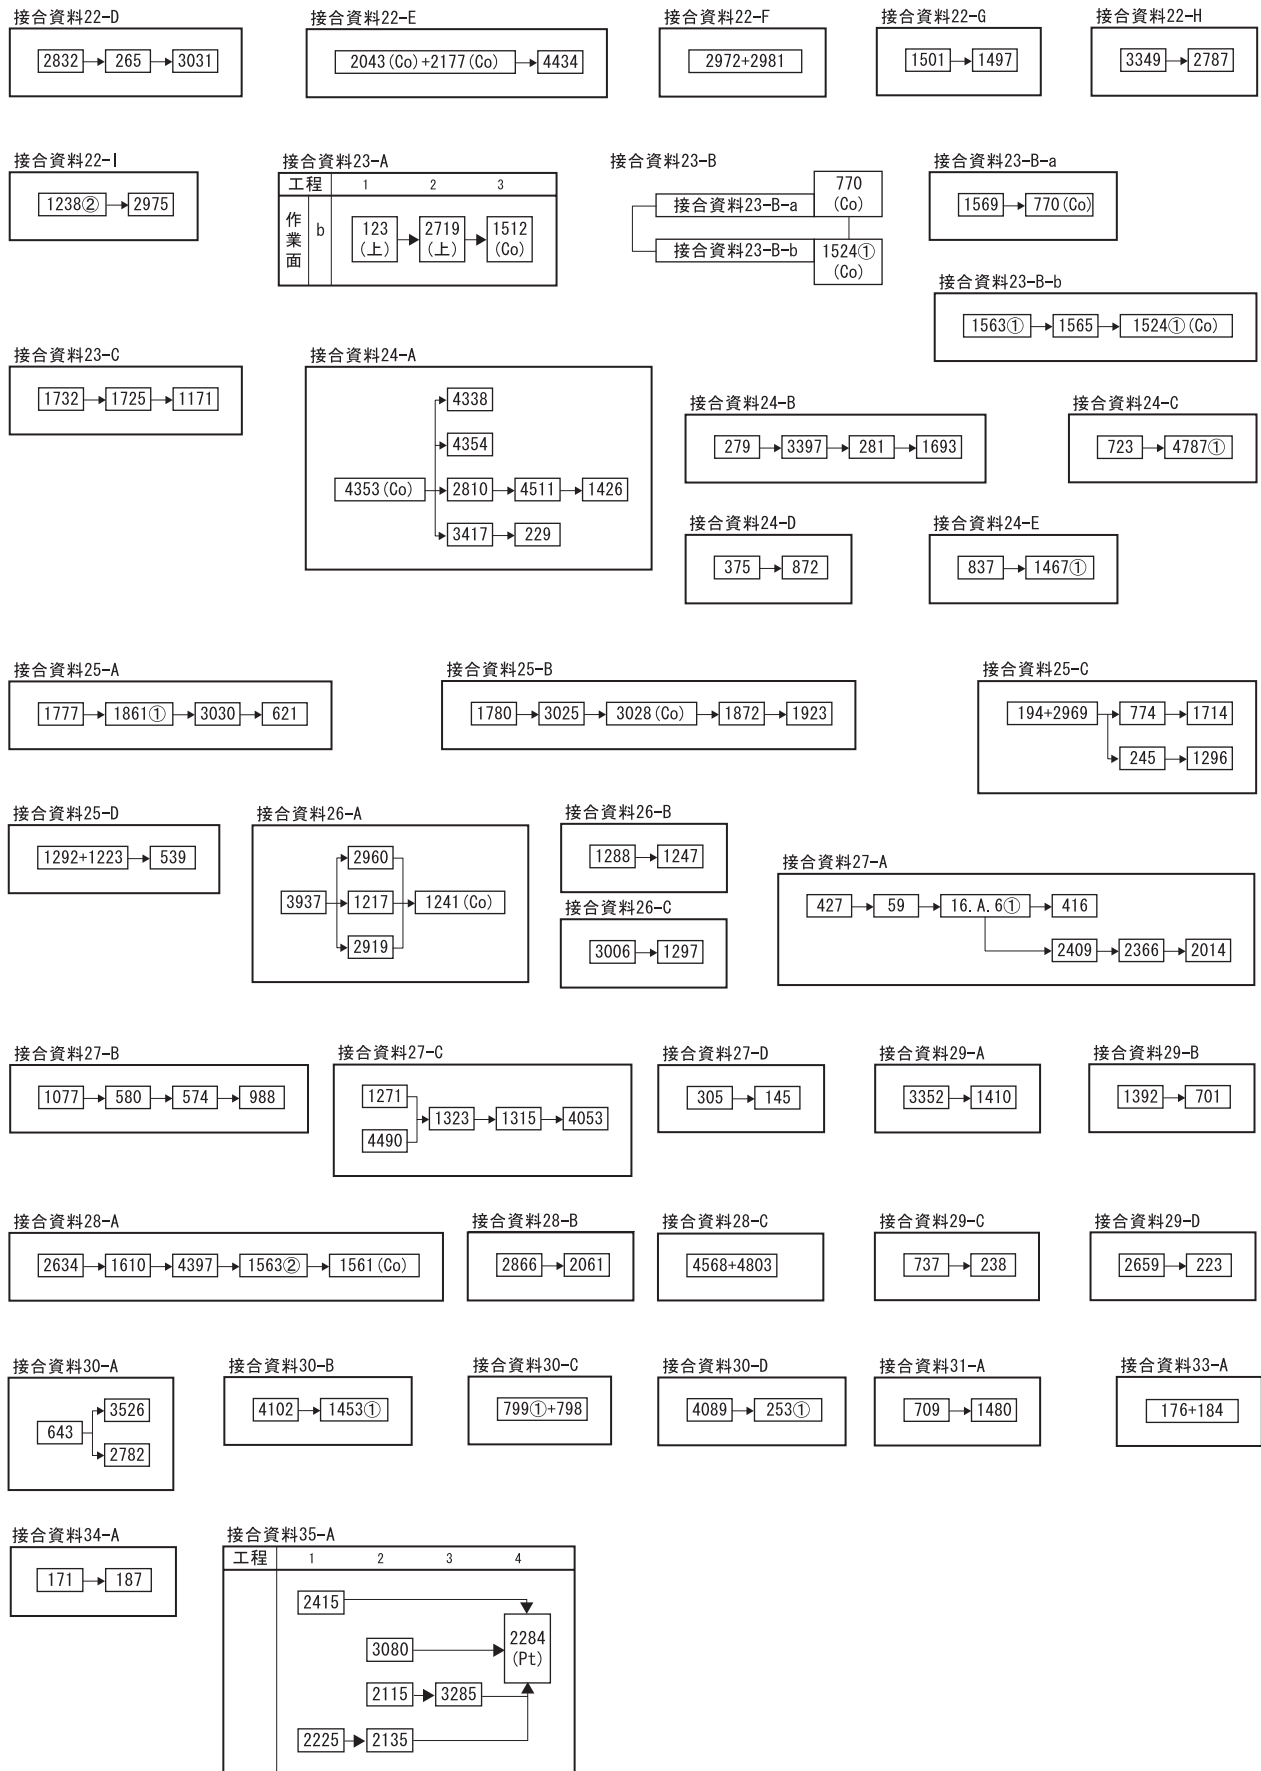 接合資料22-D
2832 265 3031
接合資料22-E
2043(Co)+2177(Co) 4434
接合資料22-F
2972+2981
接合資料22-G
1501 1497
接合資料22-H
3349 2787
接合資料22-I
1238② 2975
接合資料23-A
工程 1 2 3
作業面 b
123(上) 2719(上) 1512(Co)
接合資料23-B
接合資料23-B-a 770(Co)
接合資料23-B-b 1524①(Co)
接合資料23-B-a
1569 770(Co)
接合資料23-B-b
1563① 1565 1524①(Co)
接合資料23-C
1732 1725 1171
接合資料24-A
4338
4354
4353(Co) 2810 4511 1426
3417 229
接合資料24-B
279 3397 281 1693
接合資料24-C
723 4787①
接合資料24-D
375 872
接合資料24-E
837 1467①
接合資料25-A
1777 1861① 3030 621
接合資料25-B
1780 3025 3028(Co) 1872 1923
接合資料25-C
194+2969 774 1714
245 1296
接合資料25-D
1292+1223 539
接合資料26-A
2960
3937 1217 1241(Co)
2919
接合資料26-B
1288 1247
接合資料26-C
3006 1297
接合資料27-A
427 59 16.A.6① 416
2409 2366 2014
接合資料27-B
1077 580 574 988
接合資料27-C
1271
1323 1315 4053
4490
接合資料27-D
305 145
接合資料29-A
3352 1410
接合資料29-B
1392 701
接合資料28-A
2634 1610 4397 1563② 1561(Co)
接合資料28-B
2866 2061
接合資料28-C
4568+4803
接合資料29-C
737 238
接合資料29-D
2659 223
接合資料30-A
3526
643
2782
接合資料30-B
4102 1453①
接合資料30-C
799①+798
接合資料30-D
4089 253①
接合資料31-A
709 1480
接合資料33-A
176+184
接合資料34-A
171 187
接合資料35-A
工程 1 2 3 4
2415
3080 2284(Pt)
2115 3285
2225 2135